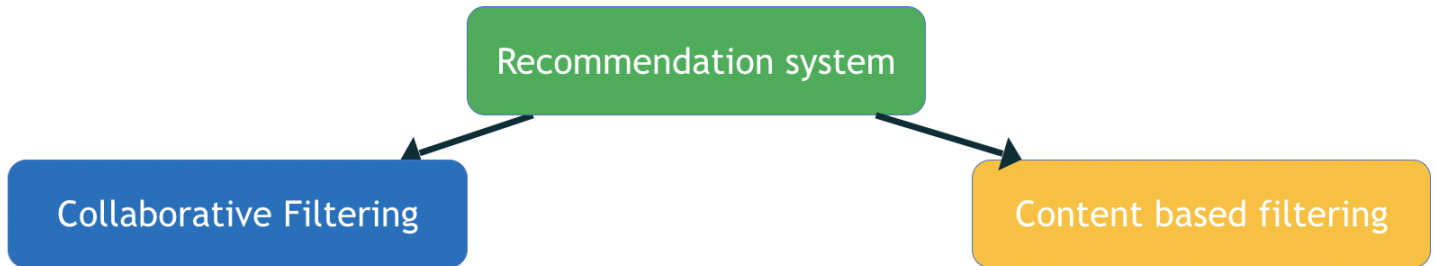 Recommendation system
Collaborative Filtering
Content based filtering